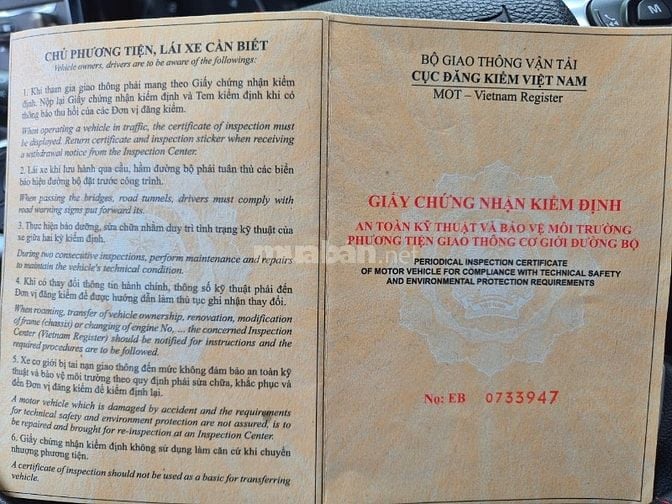 CHỦ PHƯƠNG TIỆN, LÁI XE CẦN BIẾT
Vehicle owners, drivers are to be aware of the followings:
1. Khi tham gia giao thông phải mang theo Giấy chứng nhận kiểm
định. Nộp lại Giấy chứng nhận kiểm định và Tem kiểm định khi có
thông báo thu hồi của các Đơn vị đăng kiểm.
When operating a vehicle in traffic, the certificate of inspection must
be displayed. Return certificate and inspection sticker when receiving
a withdrawal notice from the Inspection Center.
2. Lái xe khi lưu hành qua cầu, hầm đường bộ phải tuân thủ các biển
báo hiệu đường bộ đặt trước công trình.
When passing the bridges, road tunnels, drivers must comply with
road warning signs put forward its.
3. Thực hiện bảo dưỡng, sửa chữa nhằm duy trì tình trạng kỹ thuật của
xe giữa hai kỳ kiểm định.
During two consecutive inspections, perform maintenance and repairs
to maintain the vehicle's technical condition.
4. Khi có thay đổi thông tin hành chính, thông số kỹ thuật phải đến
Đơn vị đăng kiểm để được hướng dẫn làm thủ tục ghi nhận thay đổi.
When roaming, transfer of vehicle ownership, renovation, modification
of frame (chassis) or changing of engine No, ... the concerned Inspection
Center (Vietnam Register) should be notified for instructions and the
required procedures are to be followed.
5. Xe cơ giới bị tai nạn giao thông đến mức không đảm bảo an toàn kỹ
thuật và bảo vệ môi trường theo quy định phải sửa chữa, khắc phục và
đến Đơn vị đăng kiểm để kiểm định lại.
A motor vehicle which is damaged by accident and the requirements
for technical safety and environment protection are not assured, is to
be repaired and brought for re-inspection at an Inspection Center.
6. Giấy chứng nhận kiểm định không sử dụng làm căn cứ khi chuyển
nhượng phương tiện.
A certificate of inspection should not be used as a basic for transferring
vehicle.
BỘ GIAO THÔNG VẬN TẢI
CỤC ĐĂNG KIỂM VIỆT NAM
MOT – Vietnam Register
GIẤY CHỨNG NHẬN KIỂM ĐỊNH
AN TOÀN KỸ THUẬT VÀ BẢO VỆ MÔI TRƯỜNG
PHƯƠNG TIỆN GIAO THÔNG CƠ GIỚI ĐƯỜNG BỘ
PERIODICAL INSPECTION CERTIFICATE
OF MOTOR VEHICLE FOR COMPLIANCE WITH TECHNICAL SAFETY
AND ENVIRONMENTAL PROTECTION REQUIREMENTS
No: EB 0733947
muaban.net